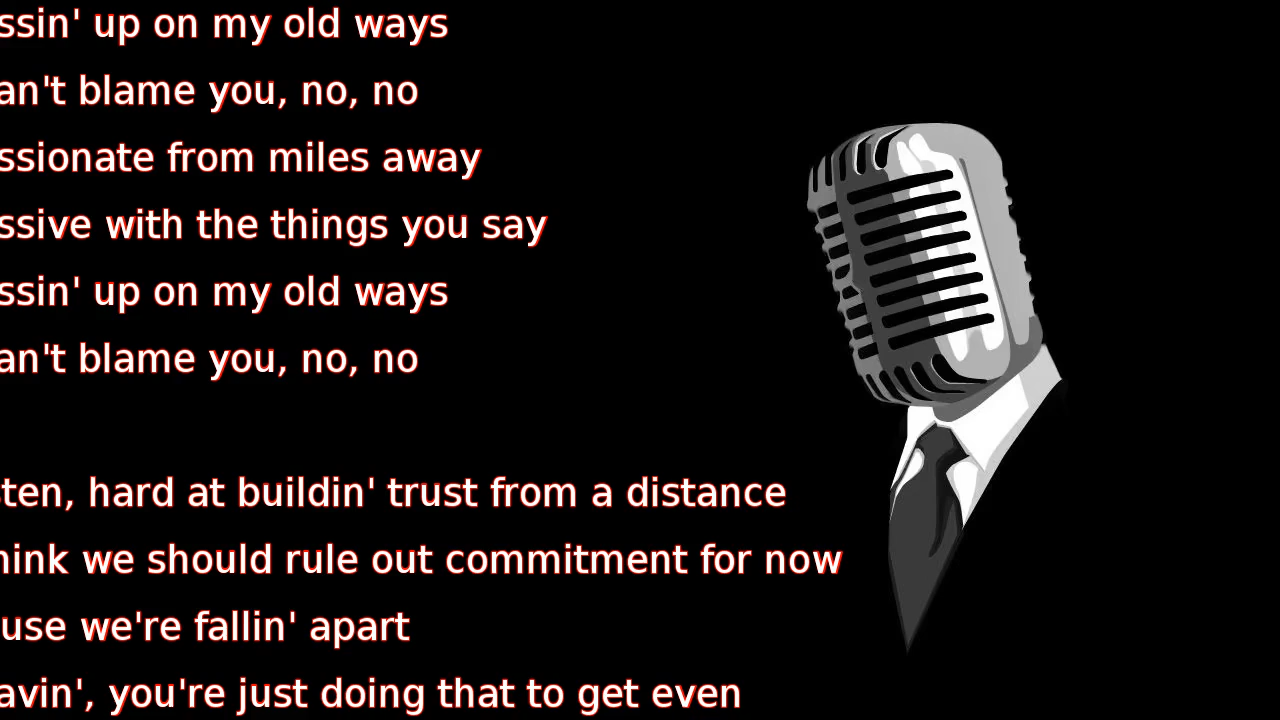 ssin' up on my old ways
an't blame you, no, no
ssionate from miles away
ssive with the things you say
ssin' up on my old ways
an't blame you, no, no
sten, hard at buildin' trust from a distance
hink we should rule out commitment for now
use we're fallin' apart
avin', you're just doing that to get even